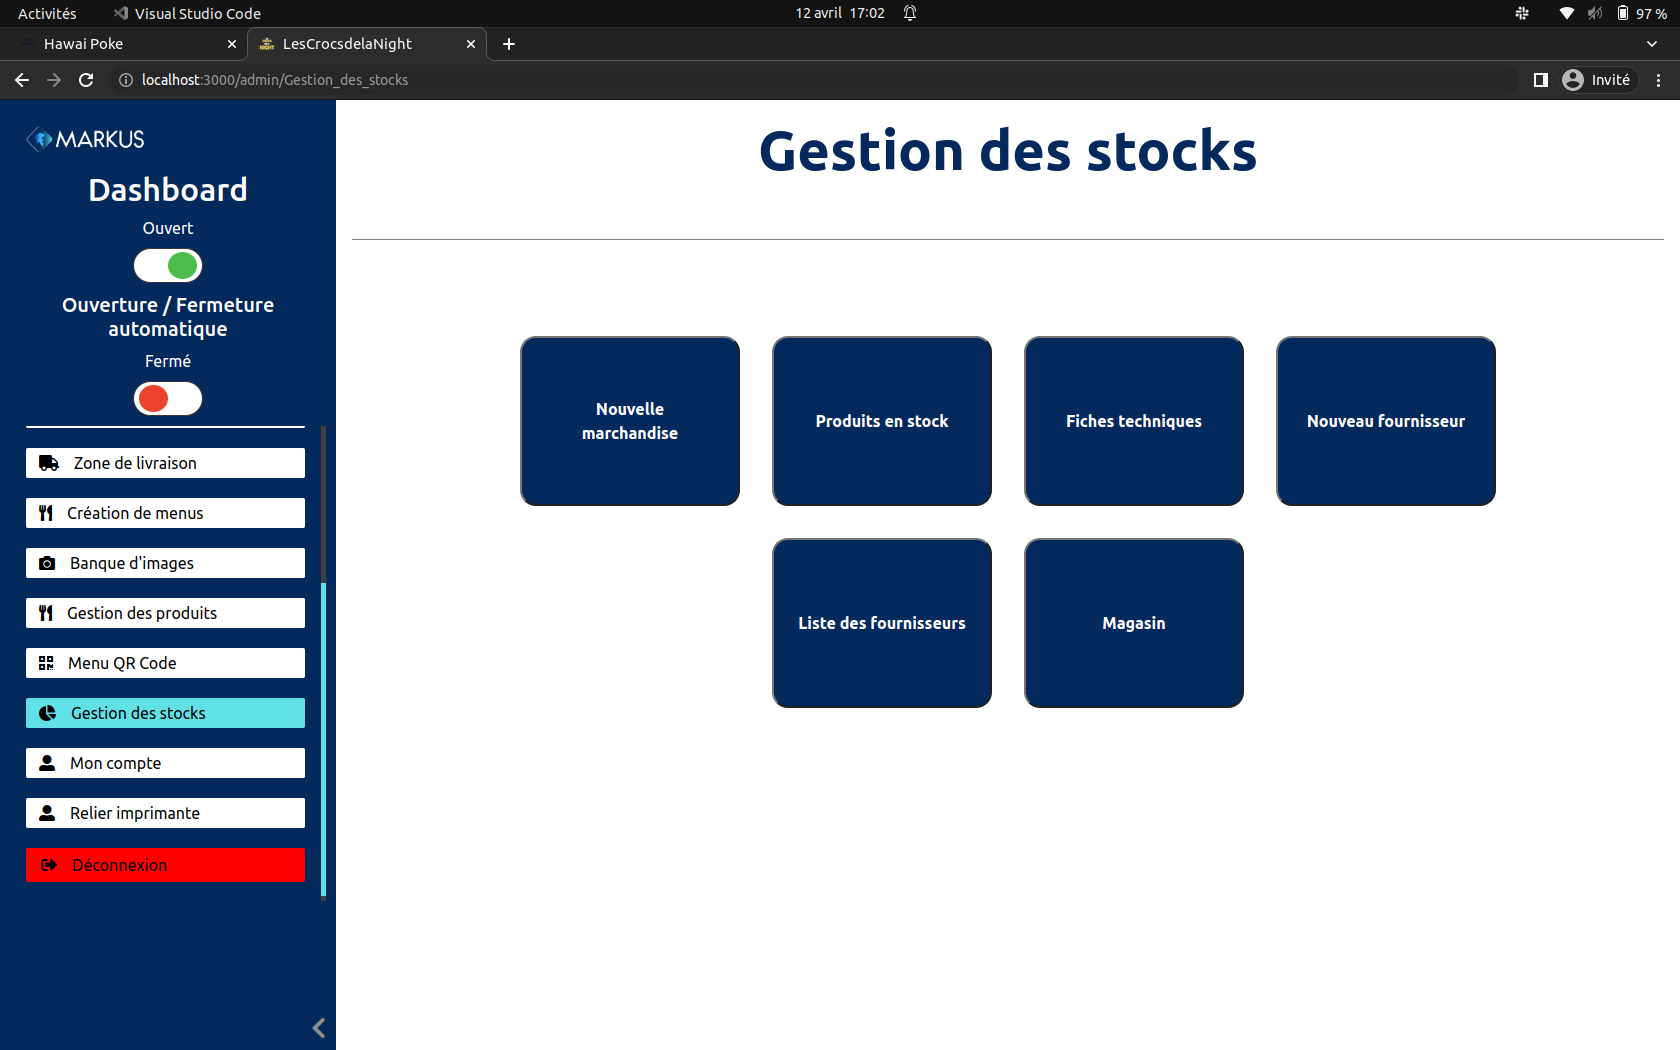 Activités
Visual Studio Code
12 avril 17:02
97 %
Hawai Poke
LesCrocsdelaNight
localhost:3000/admin/Gestion_des_stocks
Invité
MARKUS
Dashboard
Ouvert
Ouverture / Fermeture
automatique
Fermé
Zone de livraison
Création de menus
Banque d'images
Gestion des produits
Menu QR Code
Gestion des stocks
Mon compte
Relier imprimante
Déconnexion
Gestion des stocks
Nouvelle
marchandise
Produits en stock
Fiches techniques
Nouveau fournisseur
Liste des fournisseurs
Magasin